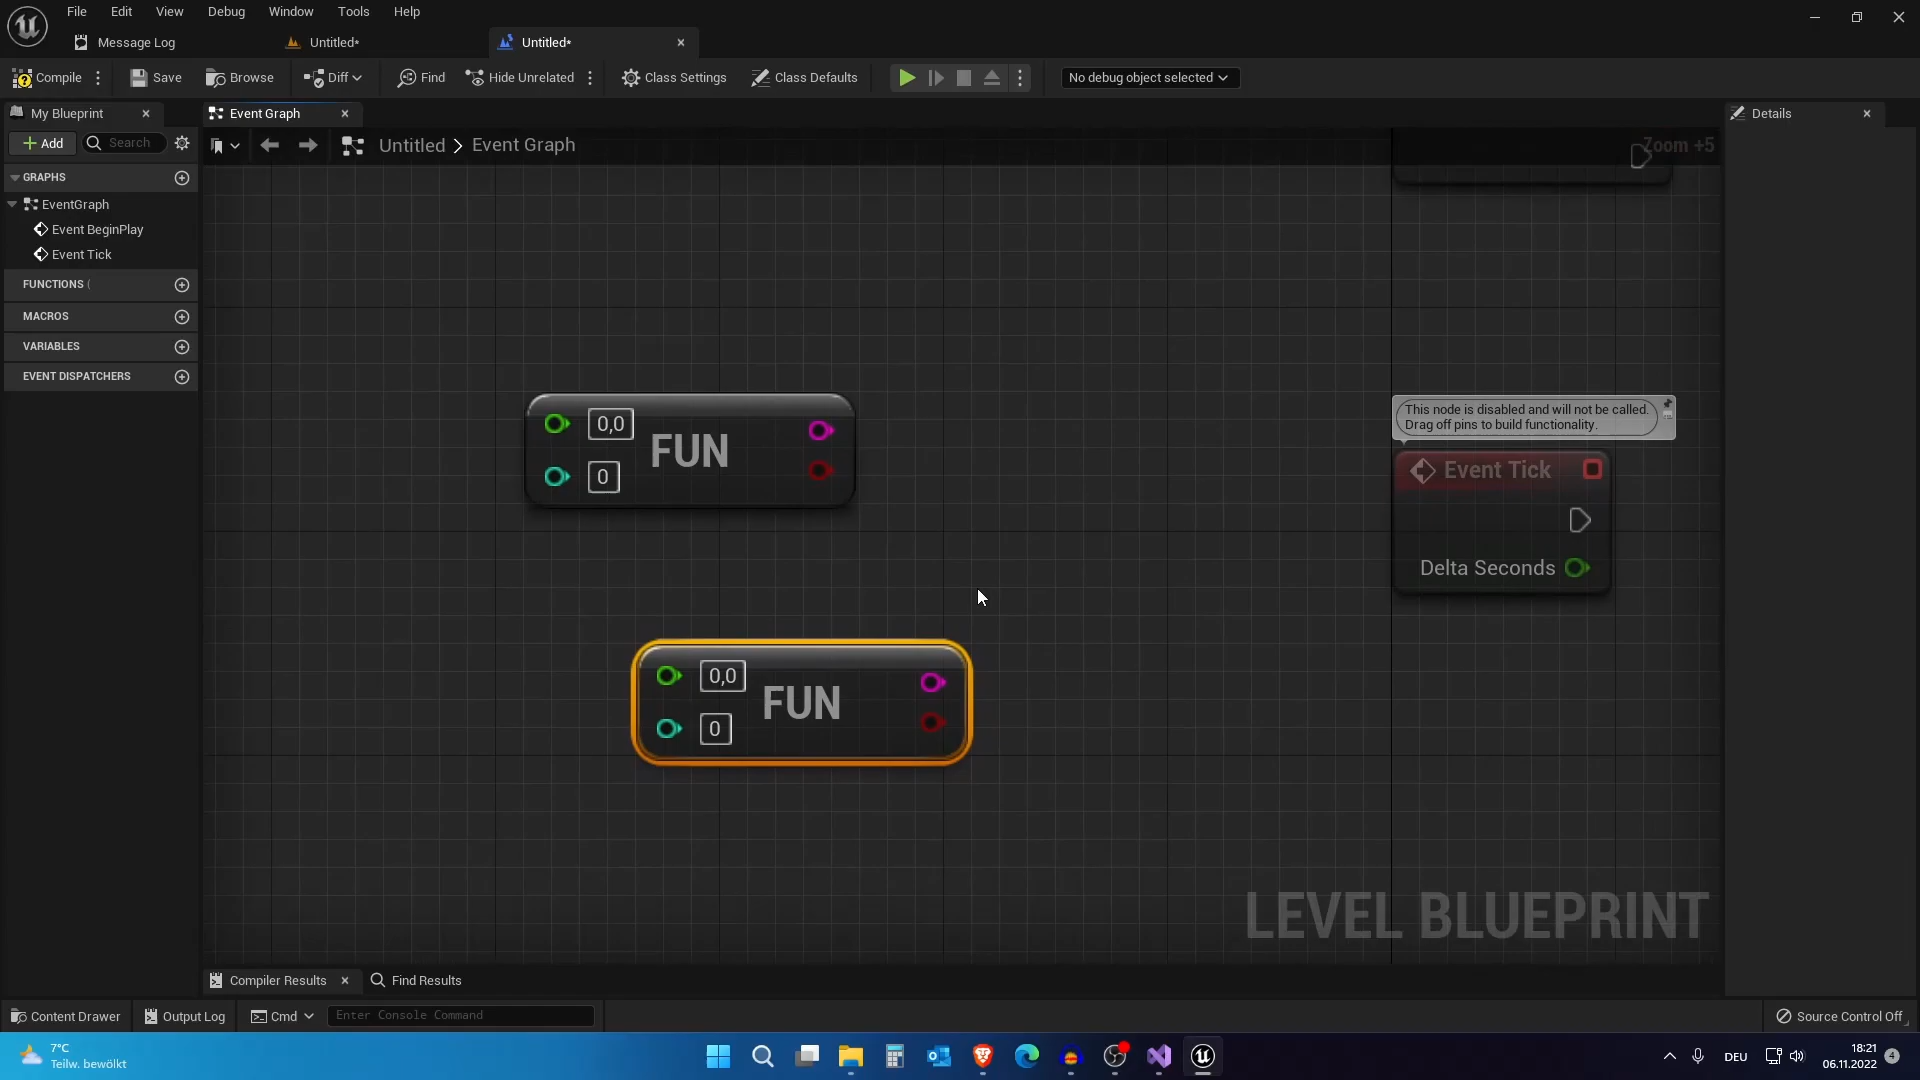 File Edit View Debug Window Tools Help
Message Log
Untitled*
Untitled*
Compile
Save
Browse
Diff
Find
Hide Unrelated
Class Settings
Class Defaults
No debug object selected
My Blueprint
Event Graph
Details
Add
Search
Untitled > Event Graph
Zoom +5
GRAPHS
EventGraph
Event BeginPlay
Event Tick
FUNCTIONS (
MACROS
VARIABLES
EVENT DISPATCHERS
0,0
FUN
0
This node is disabled and will not be called.
Drag off pins to build functionality.
Event Tick
Delta Seconds
0,0
FUN
0
LEVEL BLUEPRINT
Compiler Results
Find Results
Content Drawer
Output Log
Cmd
Enter Console Command
Source Control Off
7°C
Teilw. bewölkt
DEU
18:21
06.11.2022
4